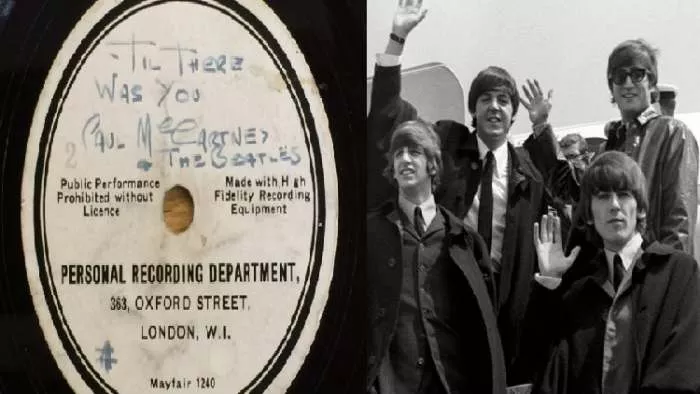 'TIL THERE
WAS YOU
PAUL McCARTNEY
2
+ THE BEATLES
Public Performance
Prohibited without
Licence
Made with High
Fidelity Recording
Equipment
PERSONAL RECORDING DEPARTMENT,
363, OXFORD STREET,
LONDON, W.I.
Mayfair 1240